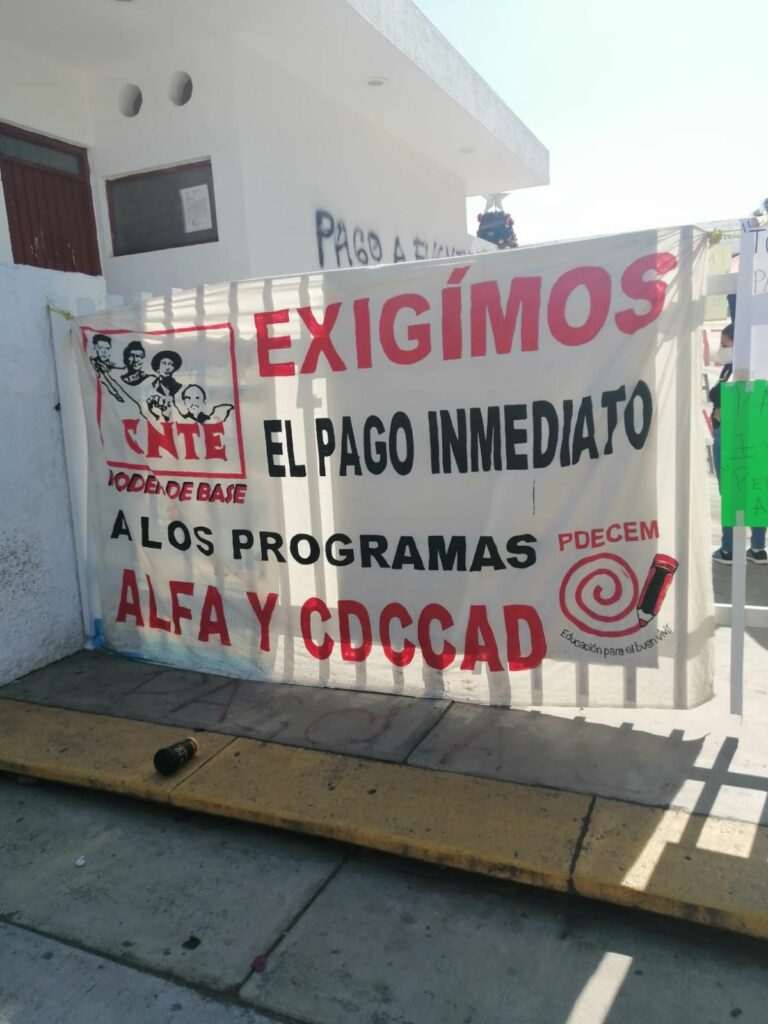 PAGO A
EXIGÍMOS
EL PAGO INMEDIATO
CNTE
PODER DE BASE
A LOS PROGRAMAS
ALFA Y CDCCAD
PDECEM
Educación para el buen vivir